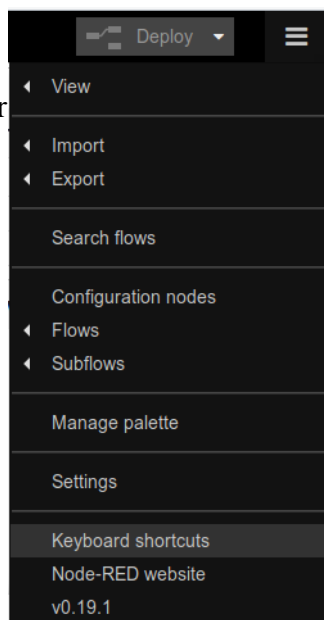 Deploy
View
r
Import
Export
Search flows
Configuration nodes
Flows
Subflows
Manage palette
Settings
Keyboard shortcuts
Node-RED website
v0.19.1